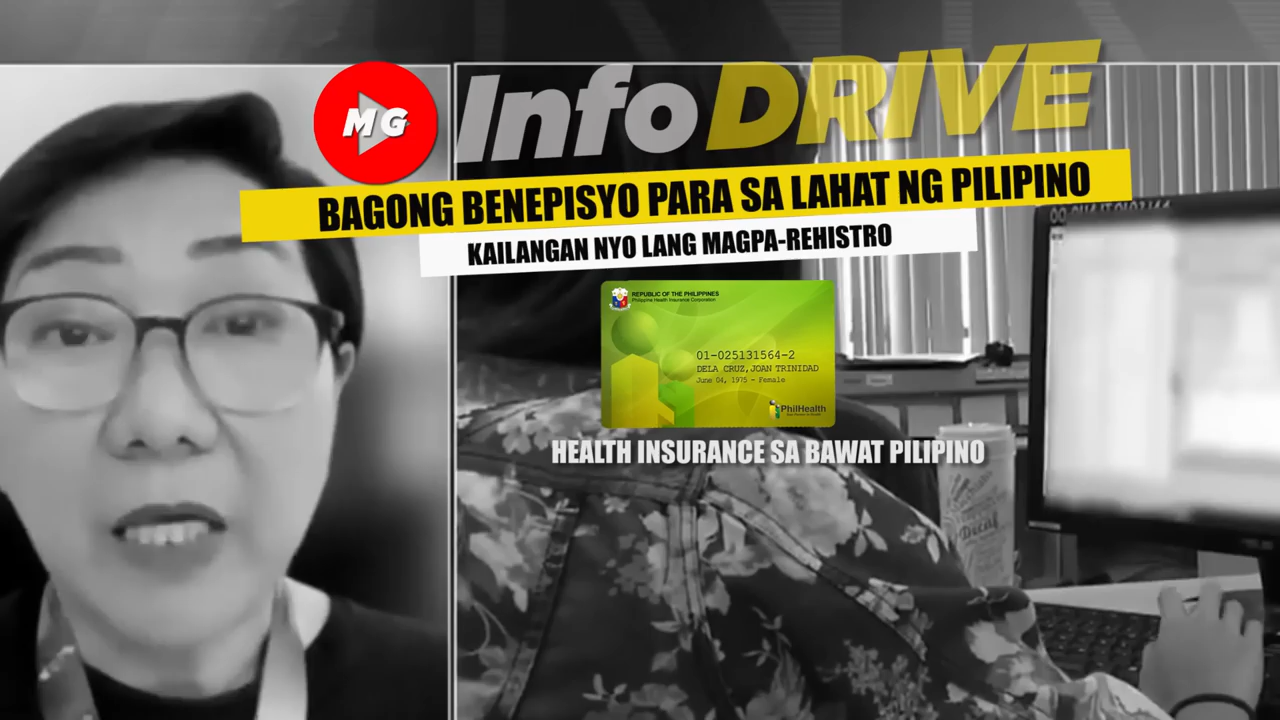 MG
InfoDRIVE
BAGONG BENEPISYO PARA SA LAHAT NG PILIPINO
KAILANGAN NYO LANG MAGPA-REHISTRO
REPUBLIC OF THE PHILIPPINES
Philippine Health Insurance Corporation
01-025131564-2
DELA CRUZ,JOAN TRINIDAD
June 04, 1975 - Female
PhilHealth
HEALTH INSURANCE SA BAWAT PILIPINO